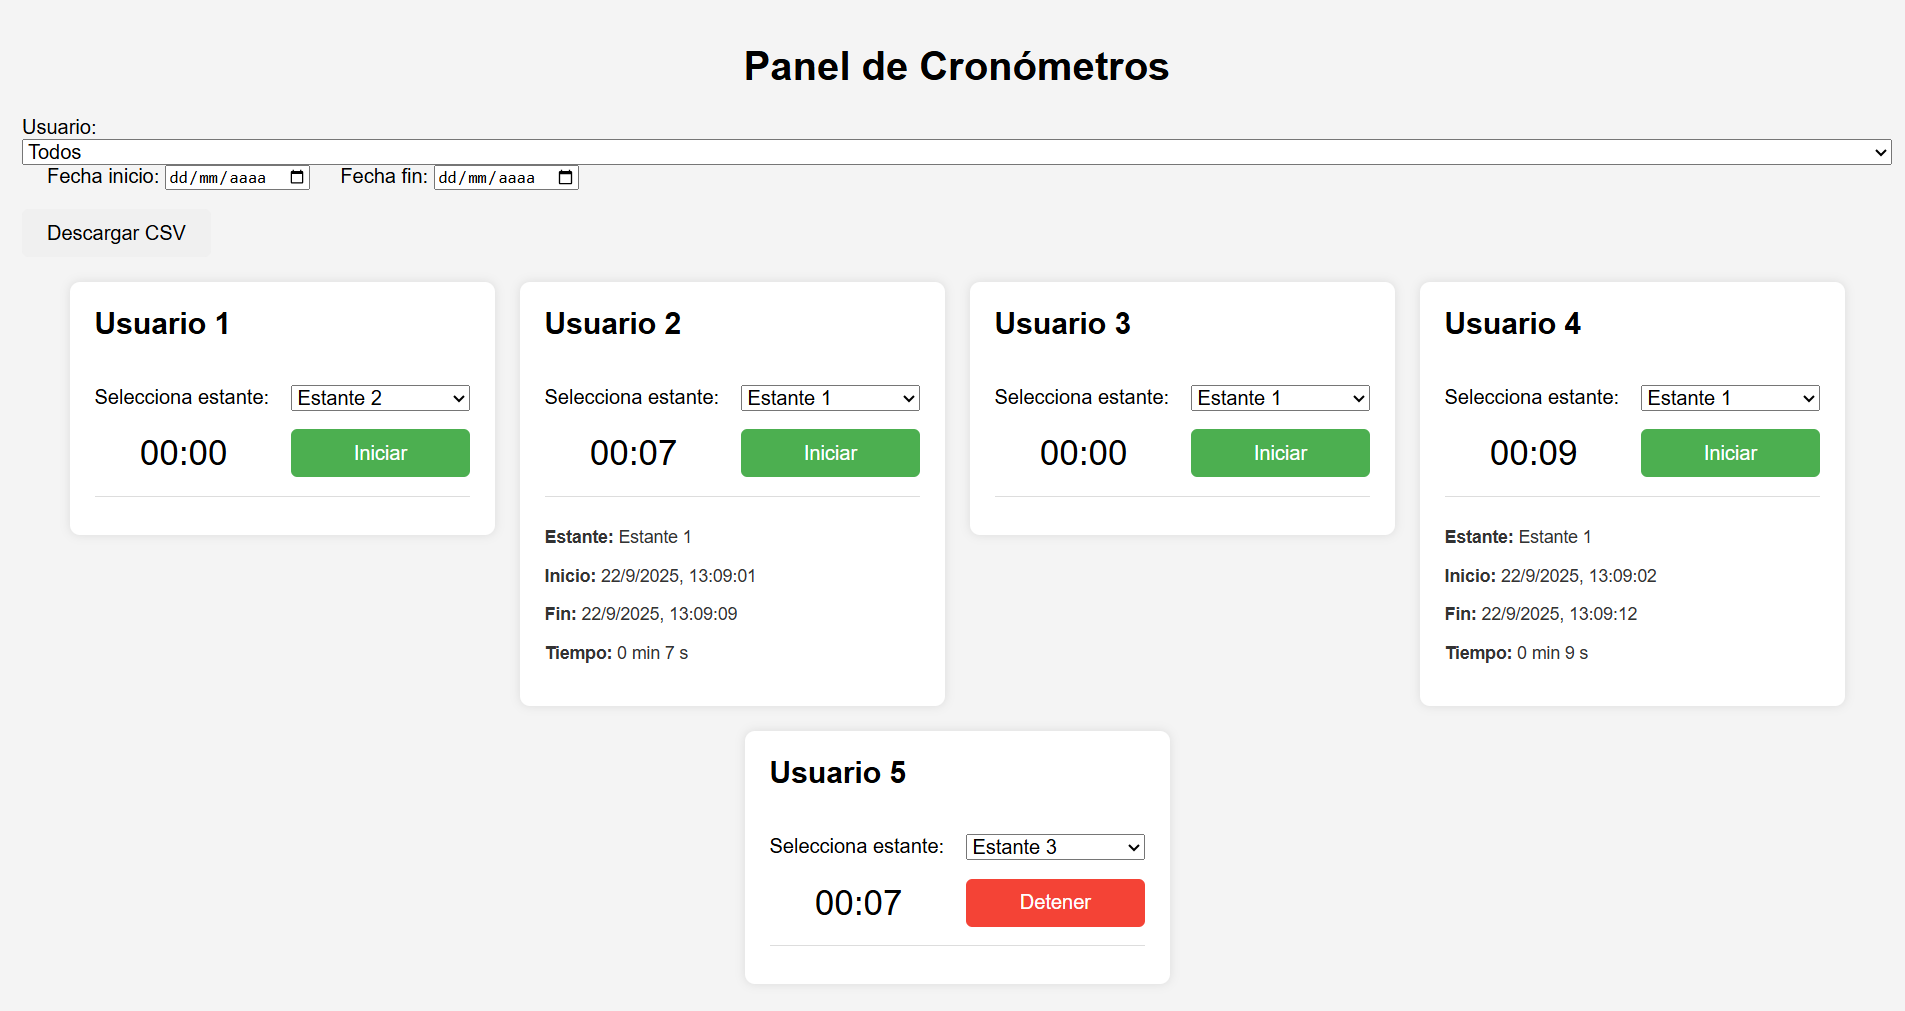 Panel de Cronómetros
Usuario:
Todos
Fecha inicio: dd/mm/aaaa Fecha fin: dd/mm/aaaa
Descargar CSV
Usuario 1
Selecciona estante: Estante 2
00:00 Iniciar
Usuario 2
Selecciona estante: Estante 1
00:07 Iniciar
Estante: Estante 1
Inicio: 22/9/2025, 13:09:01
Fin: 22/9/2025, 13:09:09
Tiempo: 0 min 7 s
Usuario 3
Selecciona estante: Estante 1
00:00 Iniciar
Usuario 4
Selecciona estante: Estante 1
00:09 Iniciar
Estante: Estante 1
Inicio: 22/9/2025, 13:09:02
Fin: 22/9/2025, 13:09:12
Tiempo: 0 min 9 s
Usuario 5
Selecciona estante: Estante 3
00:07 Detener